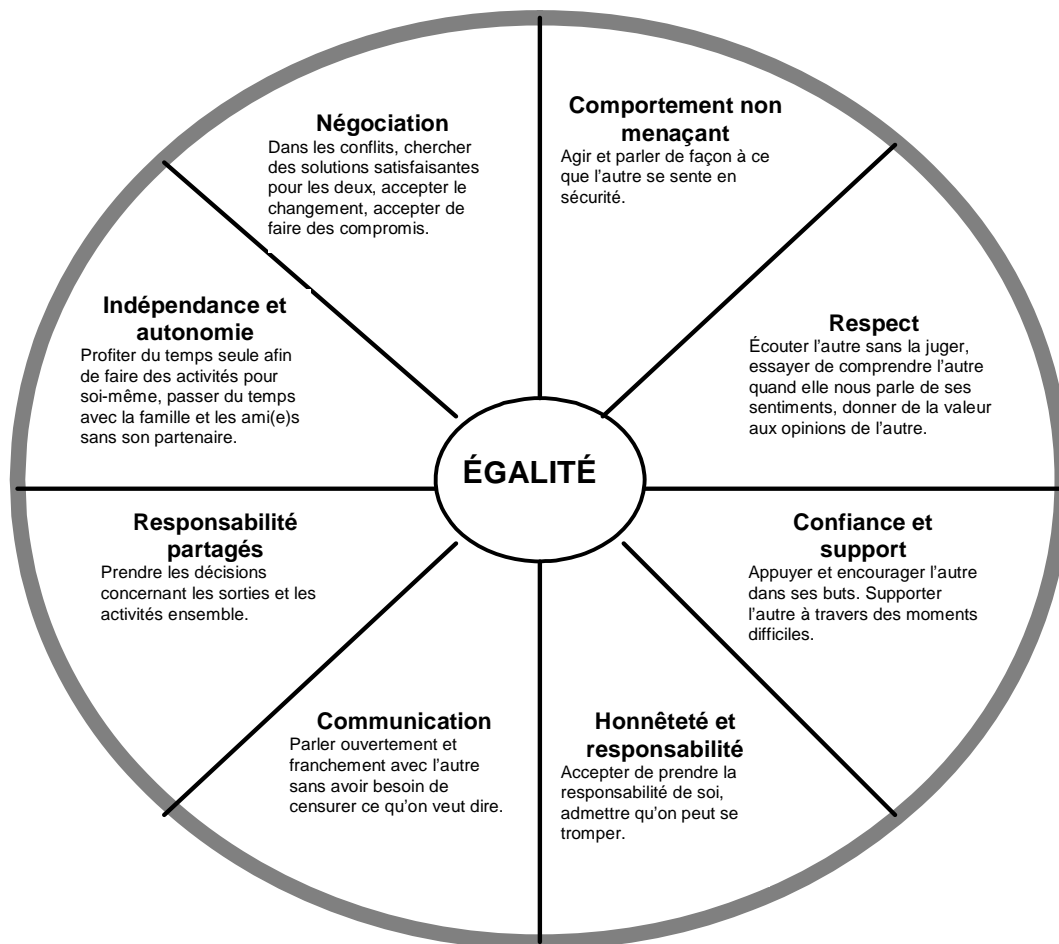 Négociation
Dans les conflits, chercher
des solutions satisfaisantes
pour les deux, accepter le
changement, accepter de
faire des compromis.
Comportement non
menaçant
Agir et parler de façon à ce
que l’autre se sente en
sécurité.
Indépendance et
autonomie
Profiter du temps seule afin
de faire des activités pour
soi-même, passer du temps
avec la famille et les ami(e)s
sans son partenaire.
Respect
Écouter l’autre sans la juger,
essayer de comprendre l’autre
quand elle nous parle de ses
sentiments, donner de la valeur
aux opinions de l’autre.
ÉGALITÉ
Responsabilité
partagés
Prendre les décisions
concernant les sorties et les
activités ensemble.
Confiance et
support
Appuyer et encourager l’autre
dans ses buts. Supporter
l’autre à travers des moments
difficiles.
Communication
Parler ouvertement et
franchement avec l’autre
sans avoir besoin de
censurer ce qu’on veut dire.
Honnêteté et
responsabilité
Accepter de prendre la
responsabilité de soi,
admettre qu’on peut se
tromper.